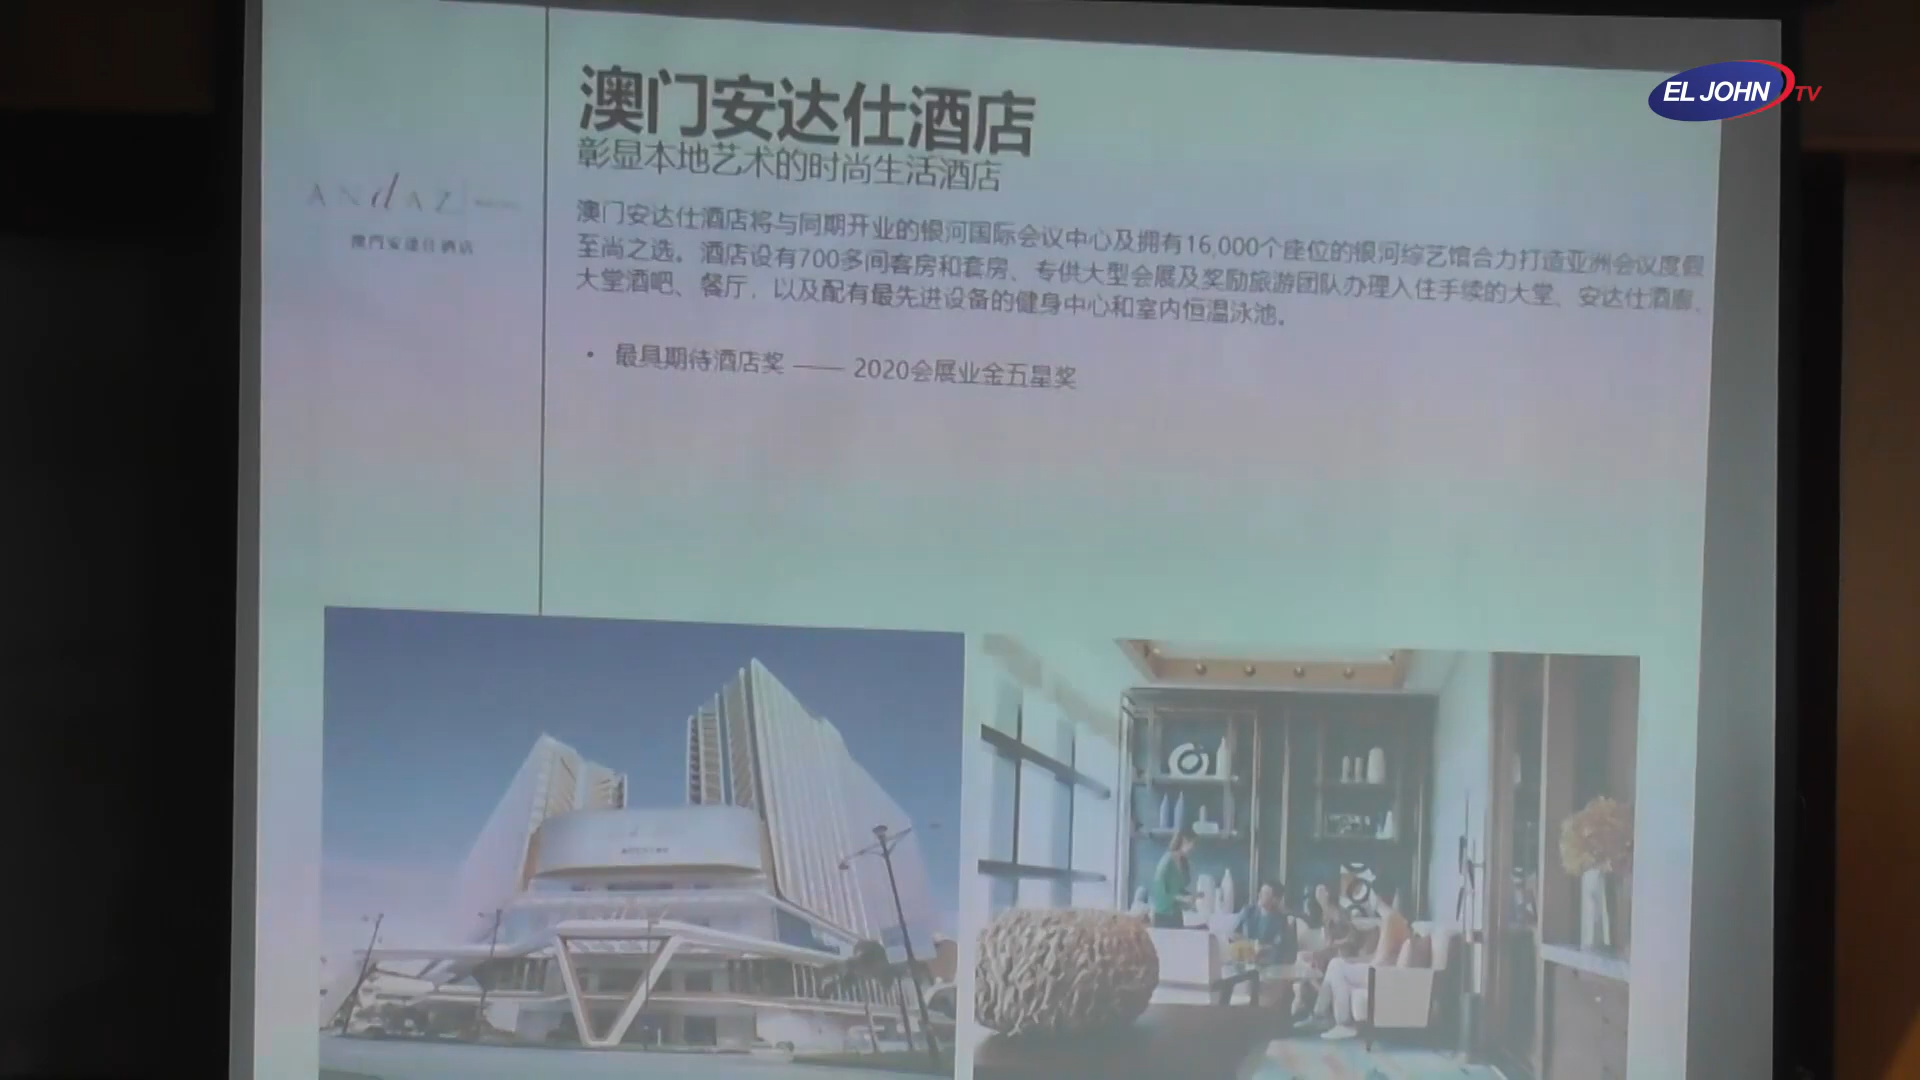 EL JOHN TV
澳门安达仕酒店
彰显本地艺术的时尚生活酒店
ANdAZ
澳門安達仕酒店
澳门安达仕酒店将与同期开业的银河国际会议中心及拥有16,000个座位的银河综艺馆合力打造亚洲会议度假
至尚之选。酒店设有700多间客房和套房、专供大型会展及奖励旅游团队办理入住手续的大堂、安达仕酒廊、
大堂酒吧、餐厅，以及配有最先进设备的健身中心和室内恒温泳池。
• 最具期待酒店奖 —— 2020会展业金五星奖